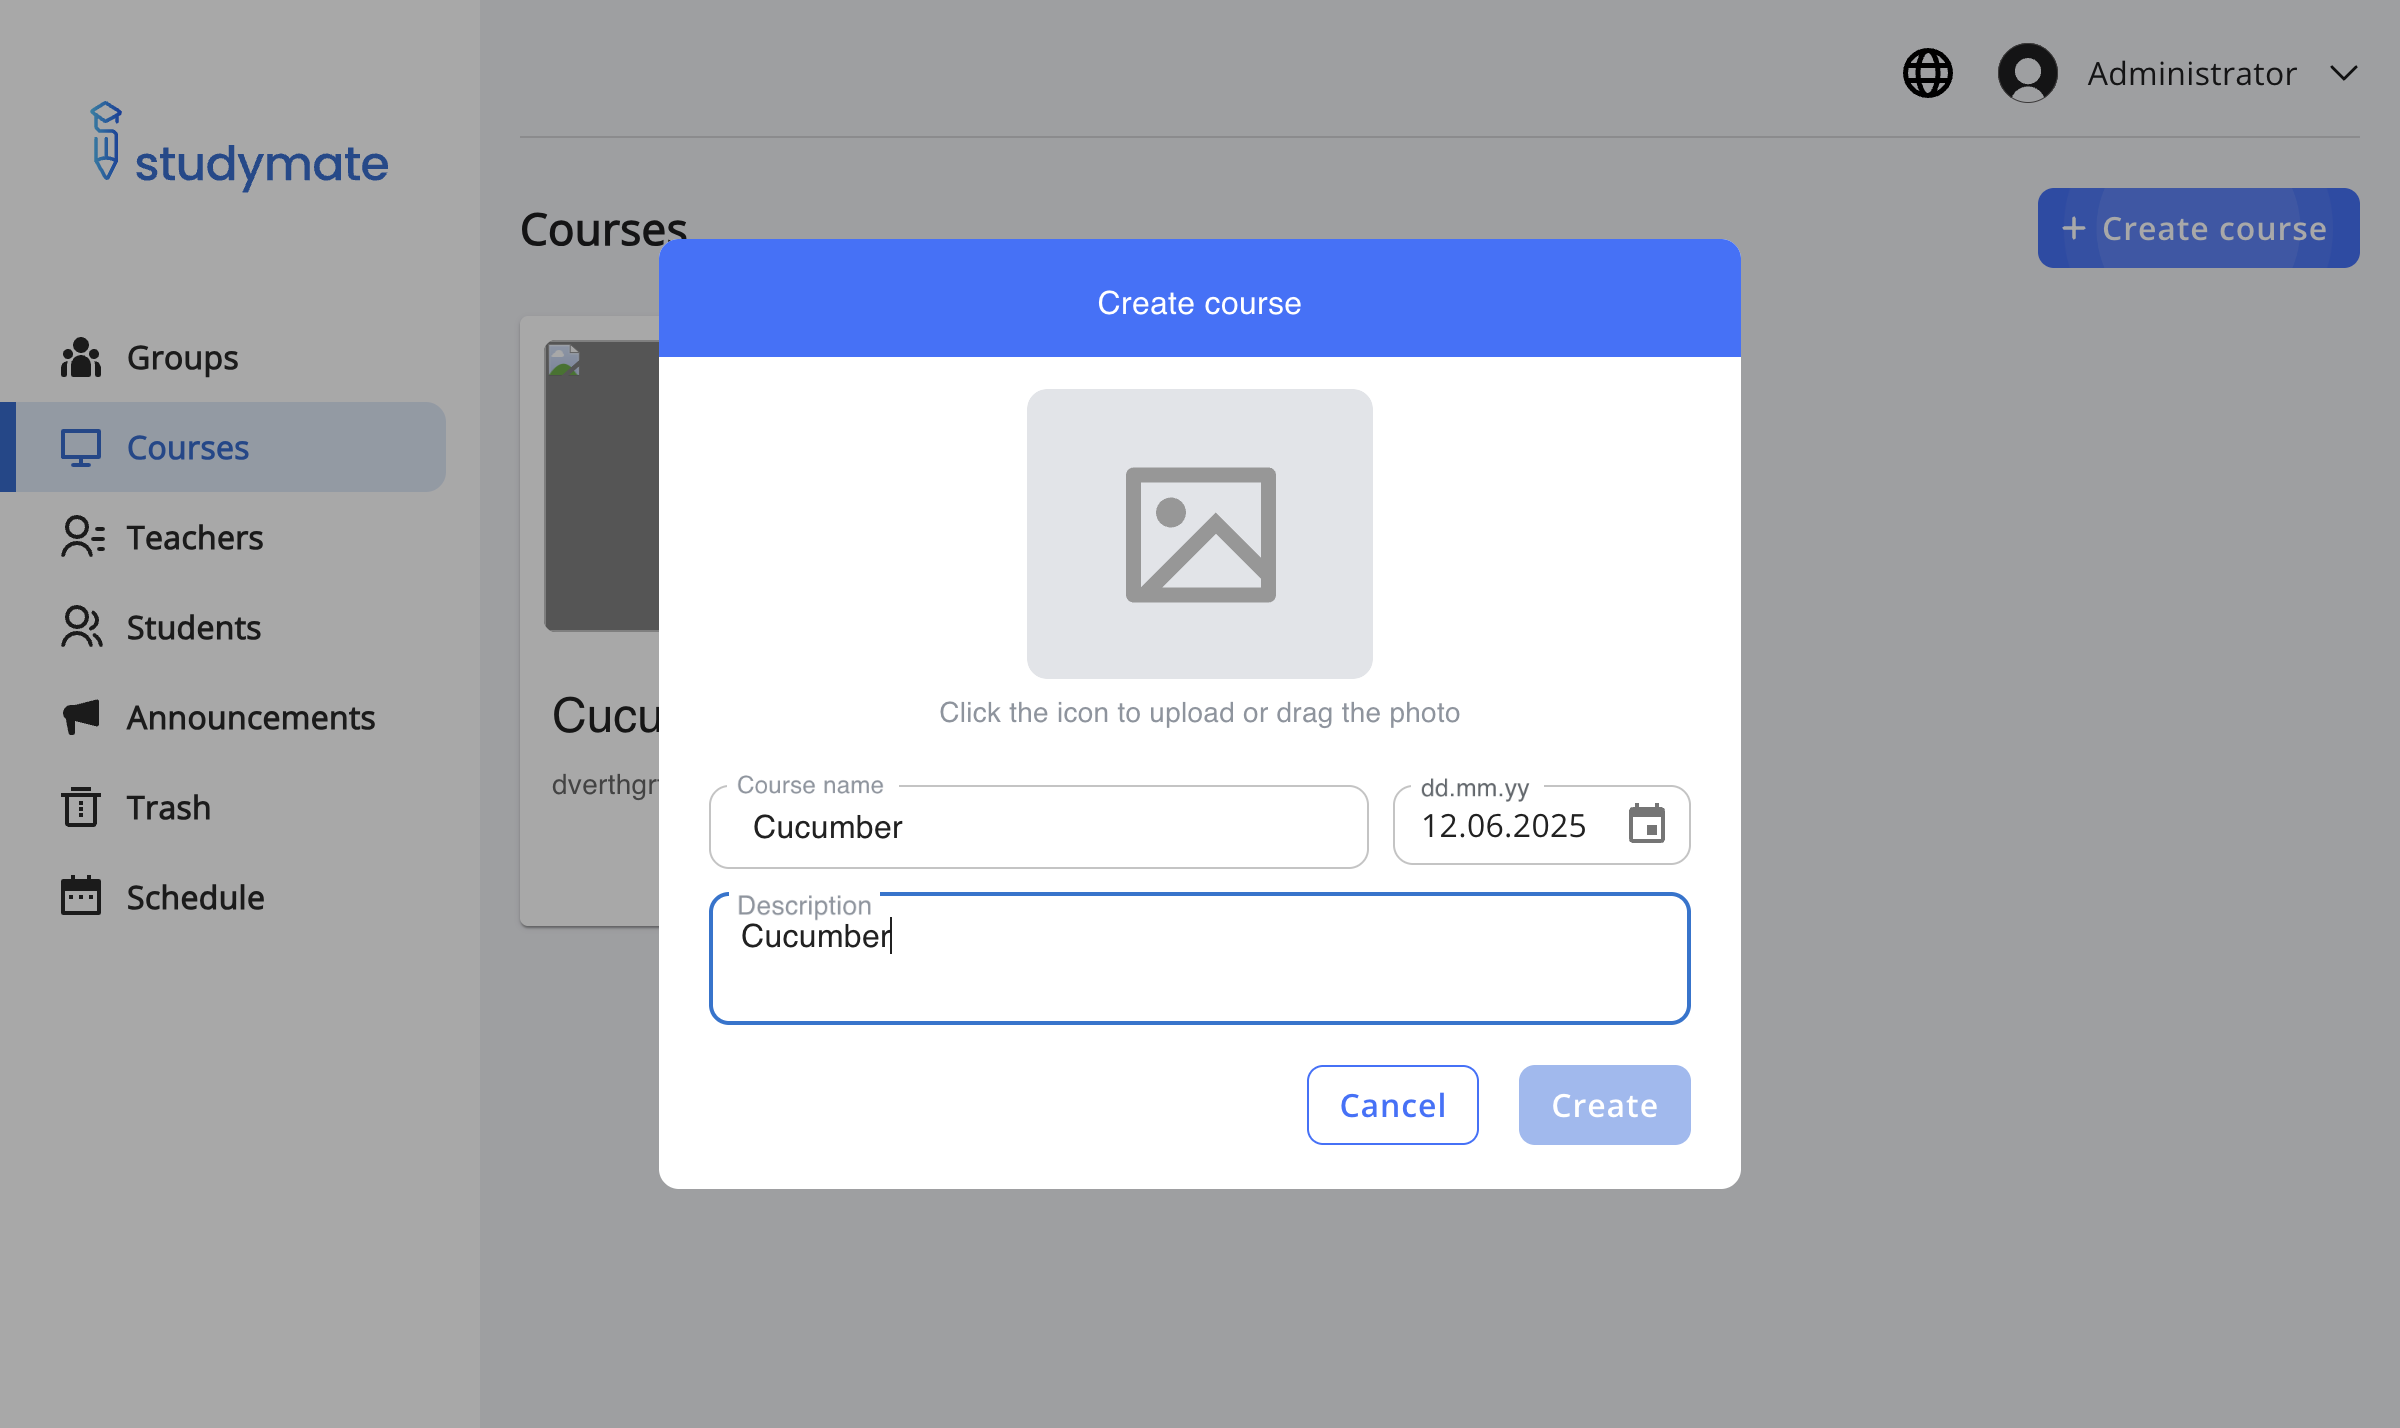 studymate
Administrator
Groups
Courses
Teachers
Students
Announcements
Trash
Schedule
Courses
+ Create course
Cucu
dverthgr
Create course
Click the icon to upload or drag the photo
Course name
Cucumber
dd.mm.yy
12.06.2025
Description
Cucumber
Cancel
Create